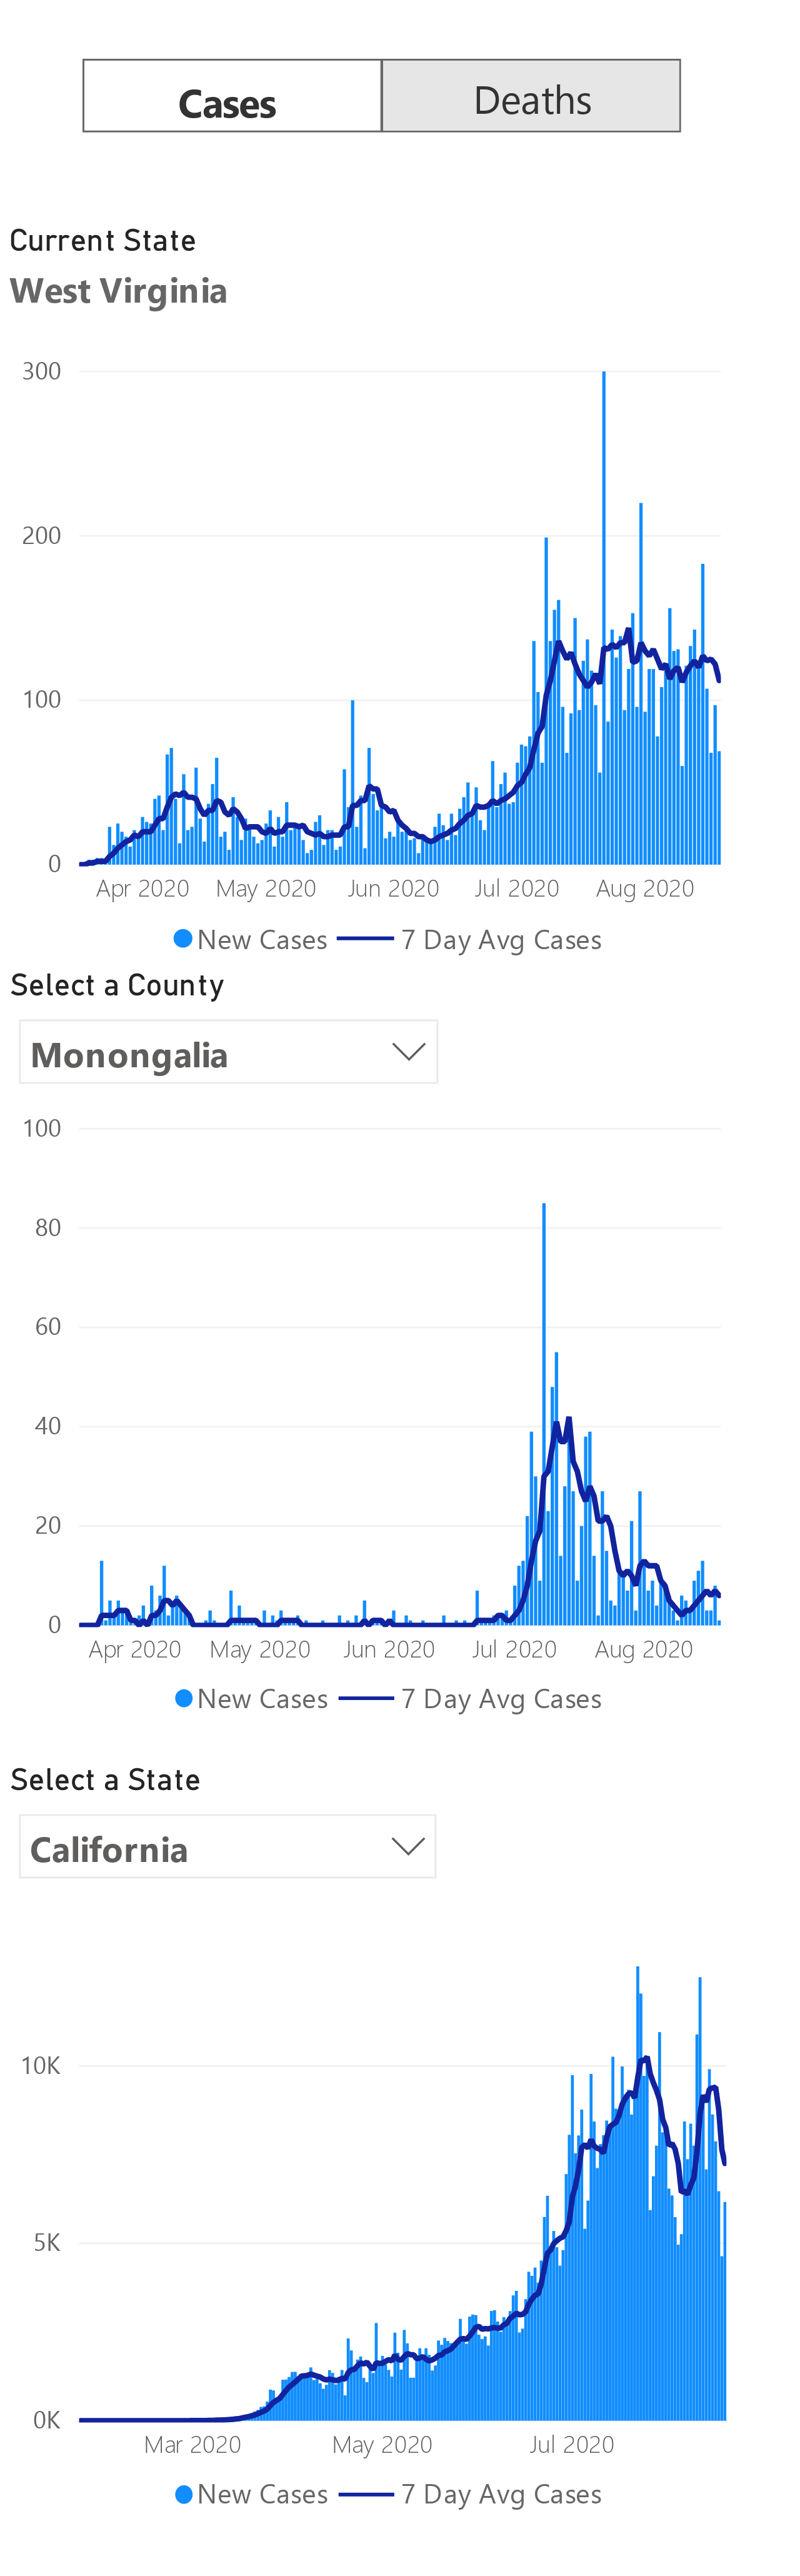 Cases Deaths
Current State
West Virginia
300
200
100
0
Apr 2020 May 2020 Jun 2020 Jul 2020 Aug 2020
New Cases 7 Day Avg Cases
Select a County
Monongalia
100
80
60
40
20
0
Apr 2020 May 2020 Jun 2020 Jul 2020 Aug 2020
New Cases 7 Day Avg Cases
Select a State
California
10K
5K
0K
Mar 2020 May 2020 Jul 2020
New Cases 7 Day Avg Cases